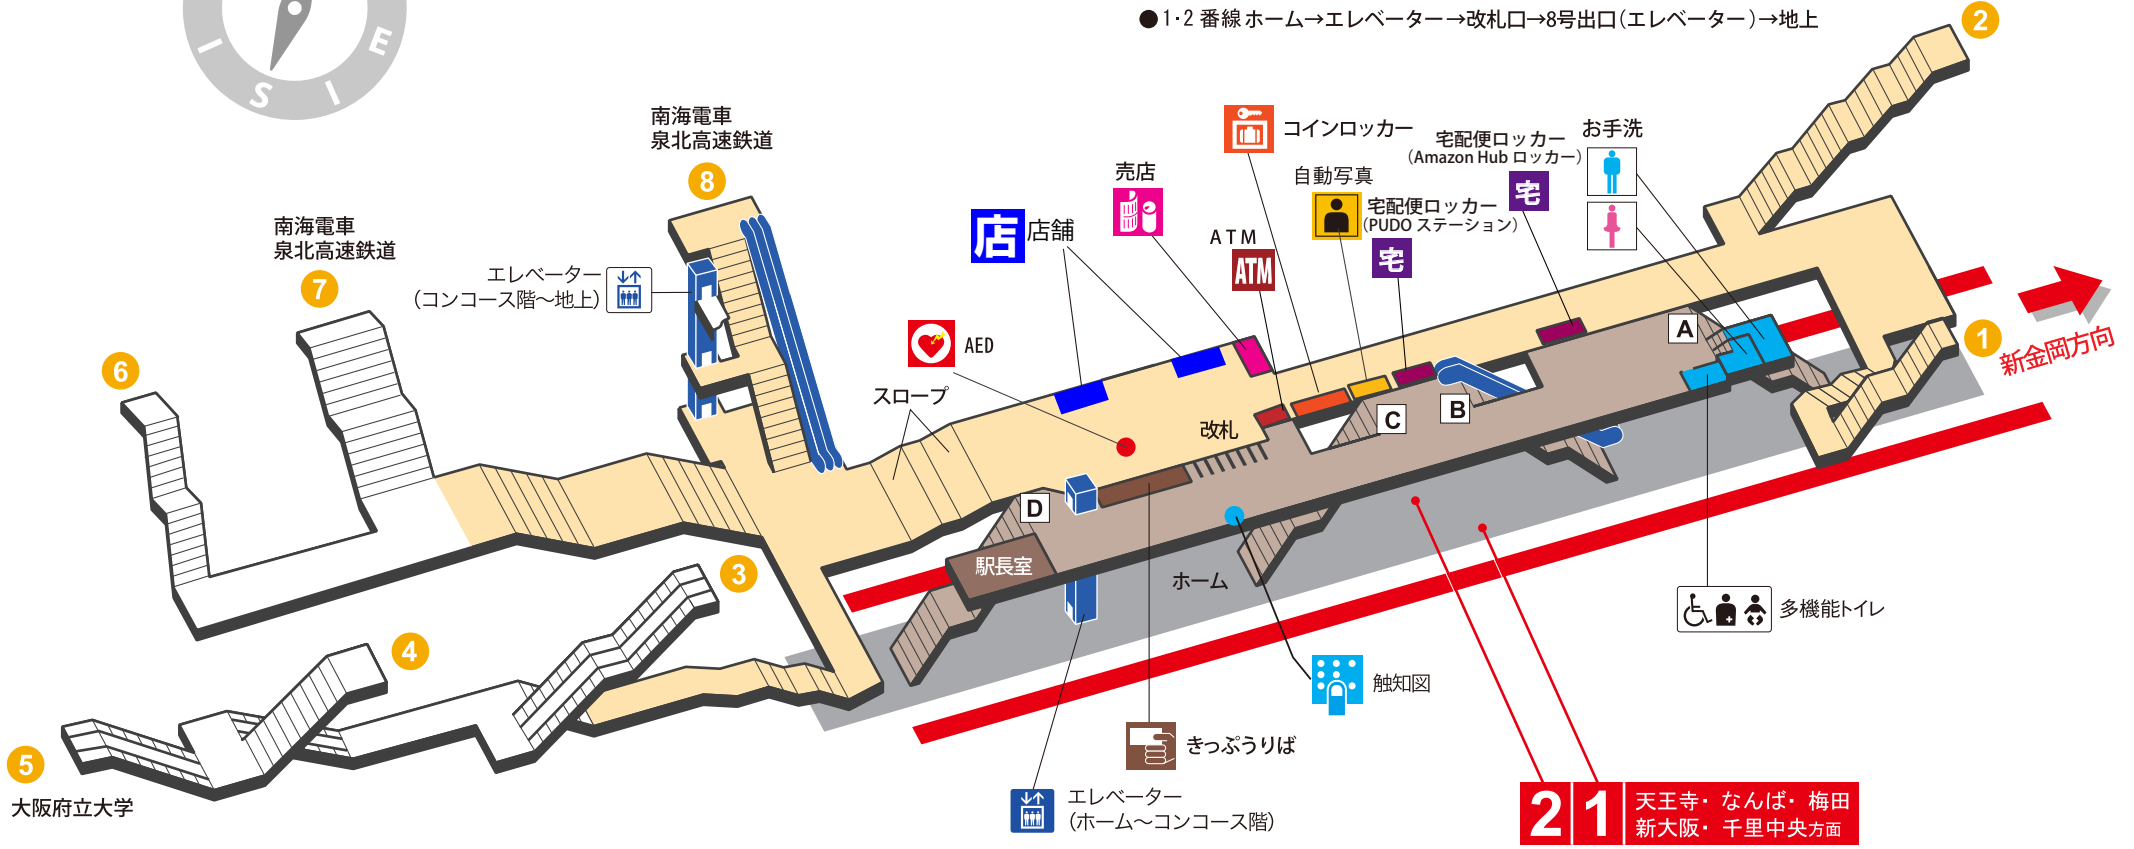 ●1・2 番線 ホーム→エレベーター→改札口→8号出口(エレベーター)→地上
E
S
2
南海電車
泉北高速鉄道
8
コインロッカー
宅配便ロッカー
(Amazon Hub ロッカー)
お手洗
宅
売店
自動写真
宅配便ロッカー
(PUDO ステーション)
宅
店 店舗
ATM
ATM
南海電車
泉北高速鉄道
7
エレベーター
(コンコース階〜地上)
AED
A
1
新金岡方向
6
スロープ
改札
C
B
D
駅長室
ホーム
3
多機能トイレ
4
触知図
きっぷうりば
5
大阪府立大学
エレベーター
(ホーム〜コンコース階)
2 1
天王寺・なんば・梅田
新大阪・千里中央方面